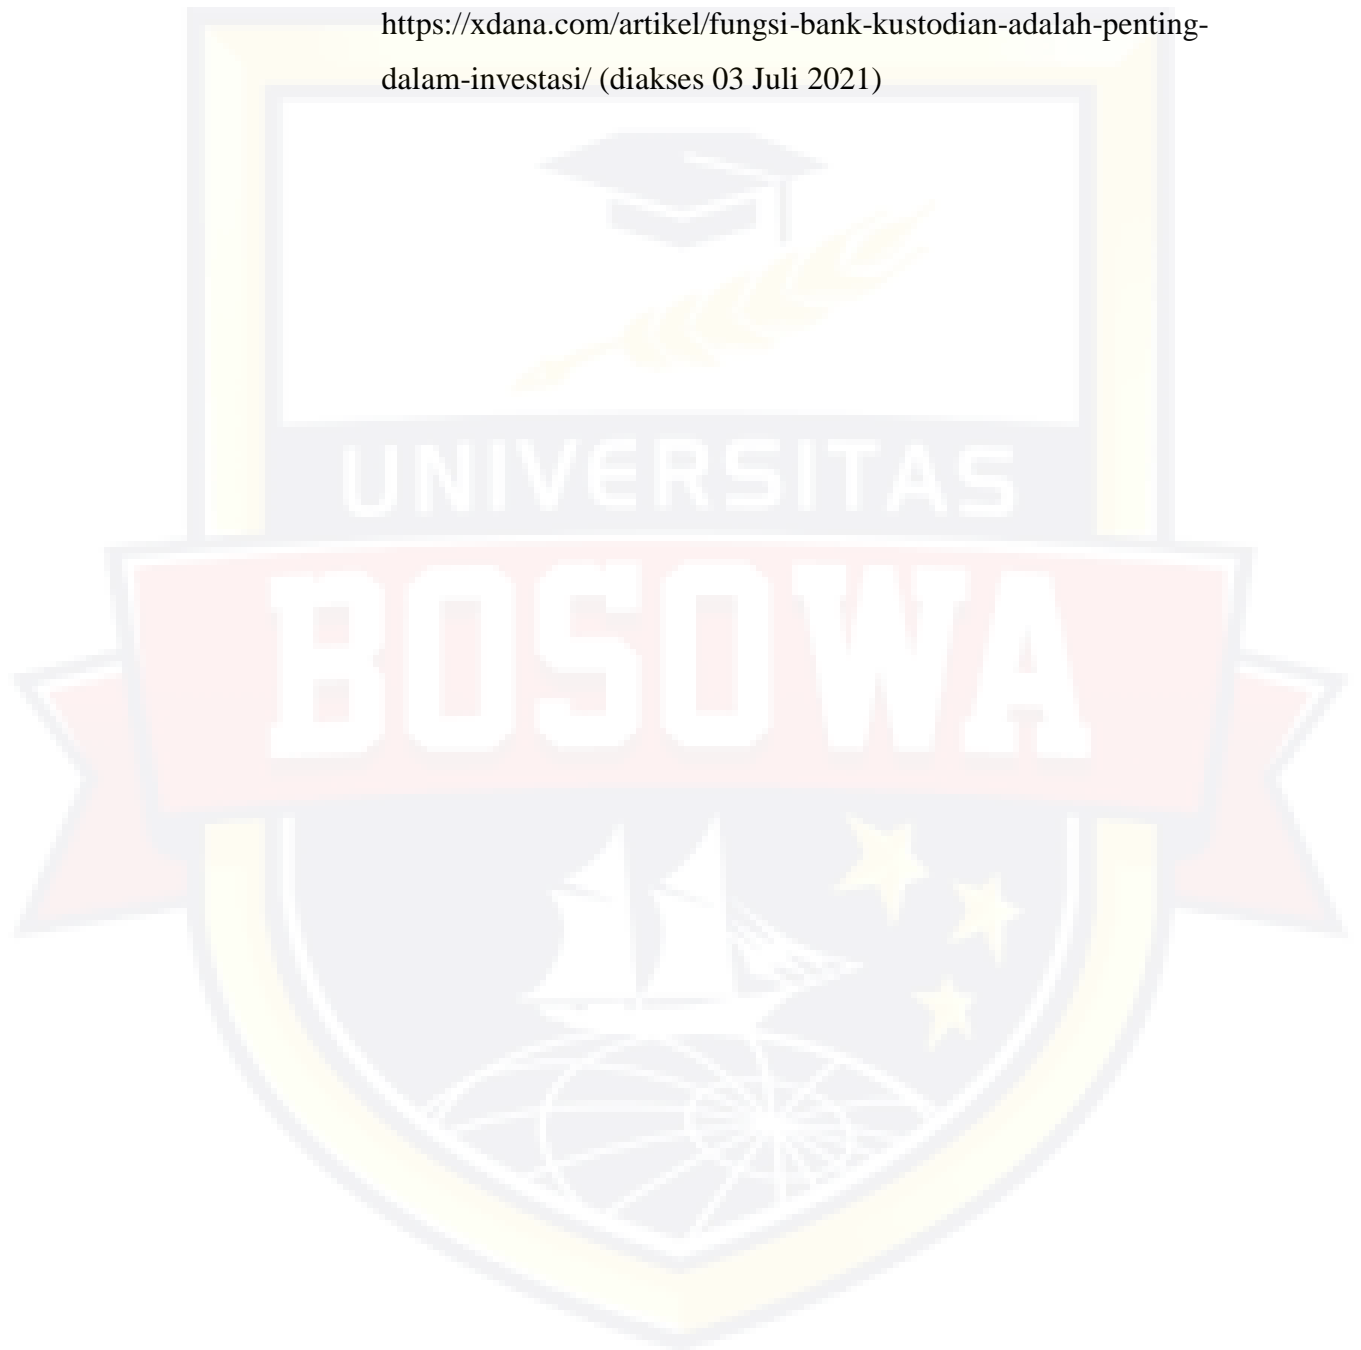 https://xdana.com/artikel/fungsi-bank-kustodian-adalah-penting-
dalam-investasi/ (diakses 03 Juli 2021)
UNIVERSITAS
BOSOWA